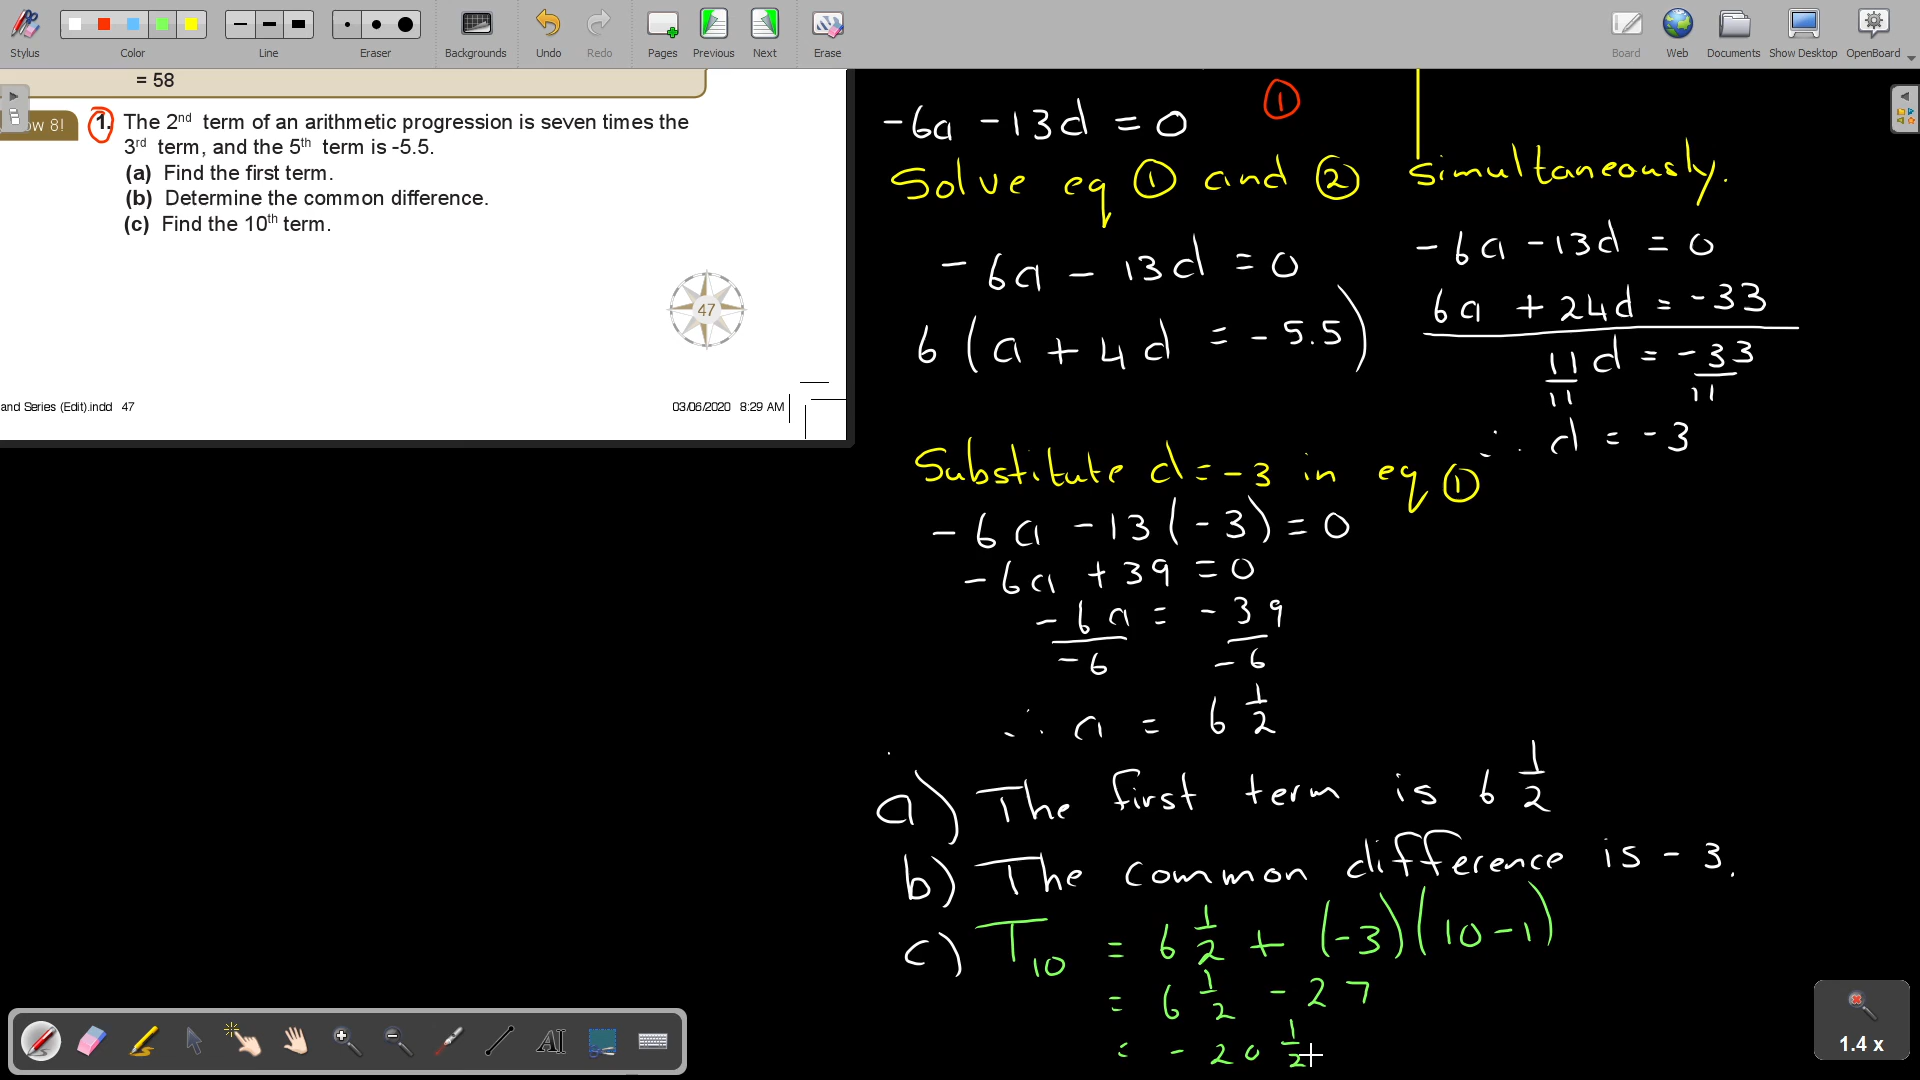 Stylus Color Line Eraser Backgrounds Undo Redo Pages Previous Next Erase Board Web Documents Show Desktop OpenBoard
= 58
ow 8!
1. The 2nd term of an arithmetic progression is seven times the
3rd term, and the 5th term is -5.5.
(a) Find the first term.
(b) Determine the common difference.
(c) Find the 10th term.
47
and Series (Edit).indd 47
03/06/2020 8:29 AM
-6a - 13d = 0 ①
Solve eq ① and ② simultaneously.
-6a - 13d = 0
6(a + 4d = -5.5)
-6a - 13d = 0
6a + 24d = -33
11d = -33
11 11
∴ d = -3
Substitute d = -3 in eq ①
-6a - 13(-3) = 0
-6a + 39 = 0
-6a = -39
-6 -6
∴ a = 6 1/2
a) The first term is 6 1/2
b) The common difference is -3.
c) T10 = 6 1/2 + (-3)(10-1)
= 6 1/2 - 27
= -20 1/2
AI
1.4 x